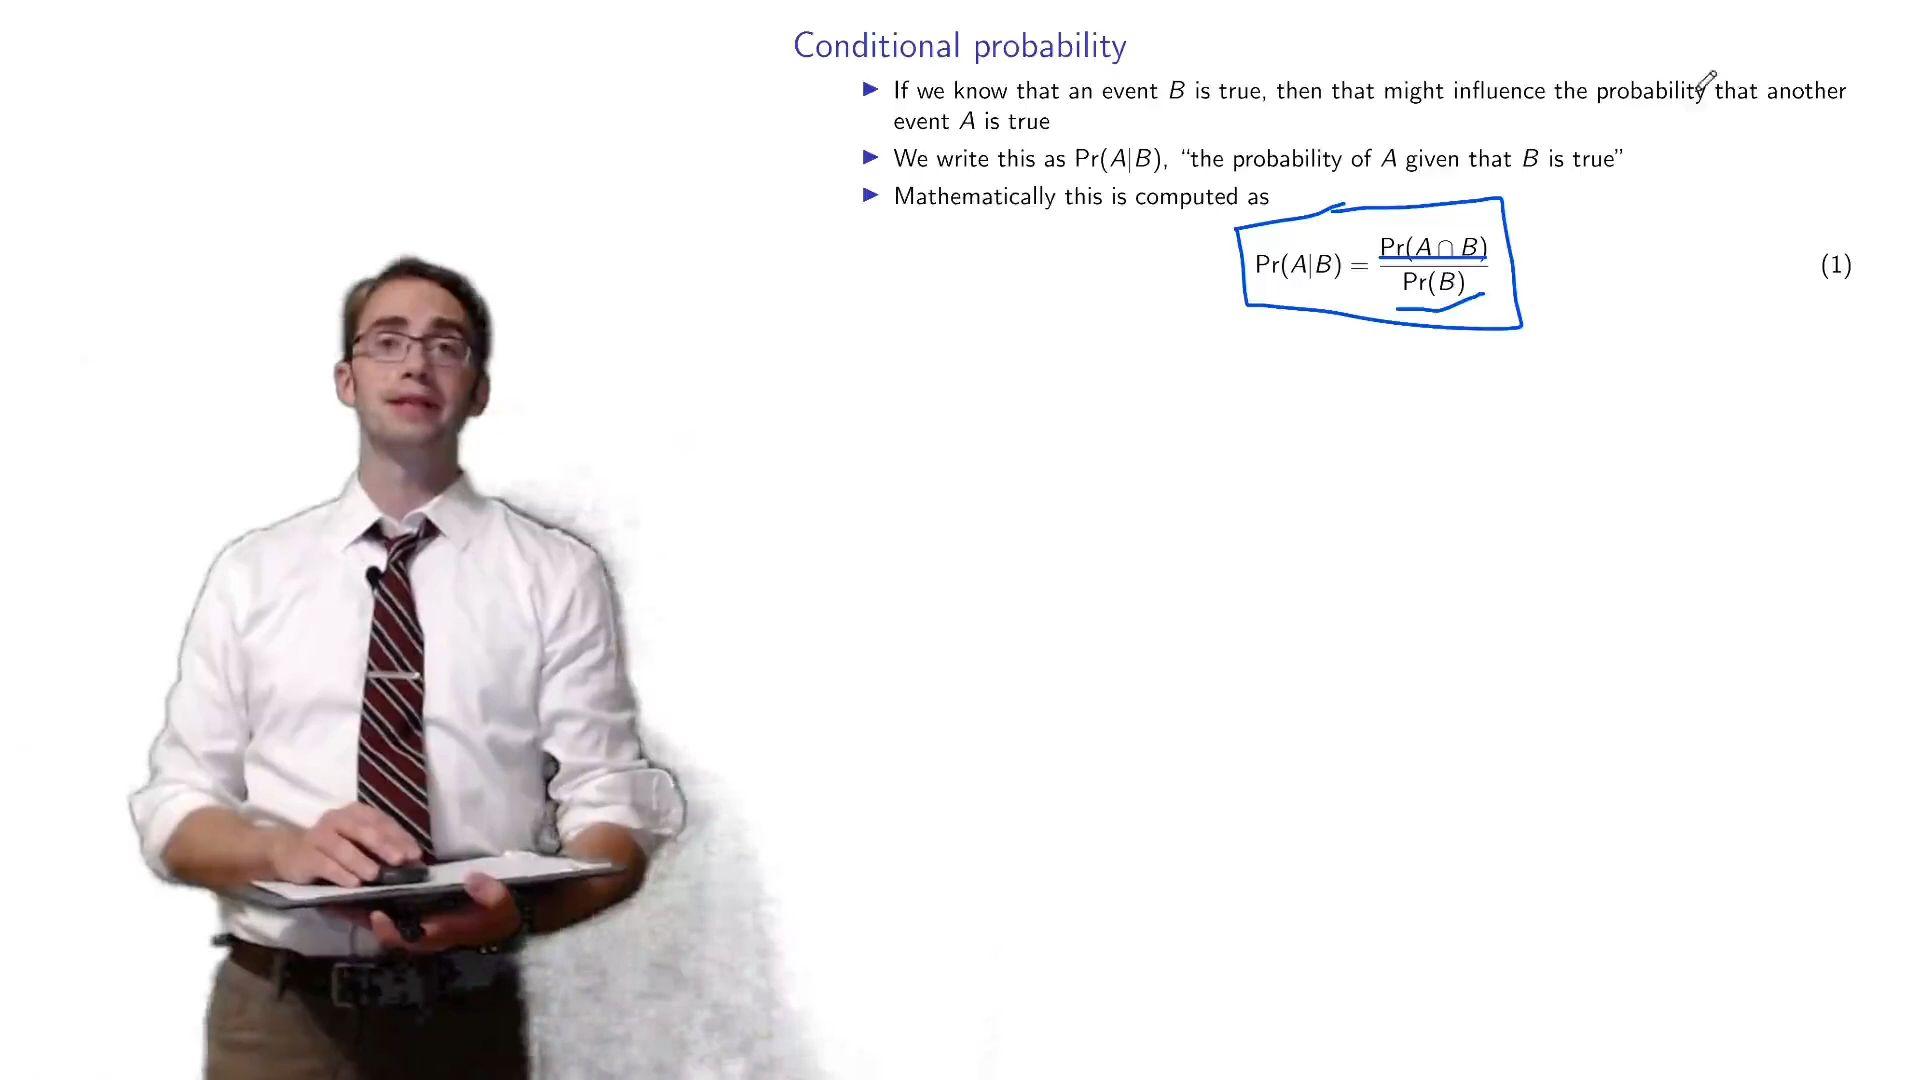 Conditional probability
▶ If we know that an event B is true, then that might influence the probability that another
event A is true
▶ We write this as Pr(A|B), “the probability of A given that B is true”
▶ Mathematically this is computed as
Pr(A|B) = Pr(A ∩ B) / Pr(B) (1)